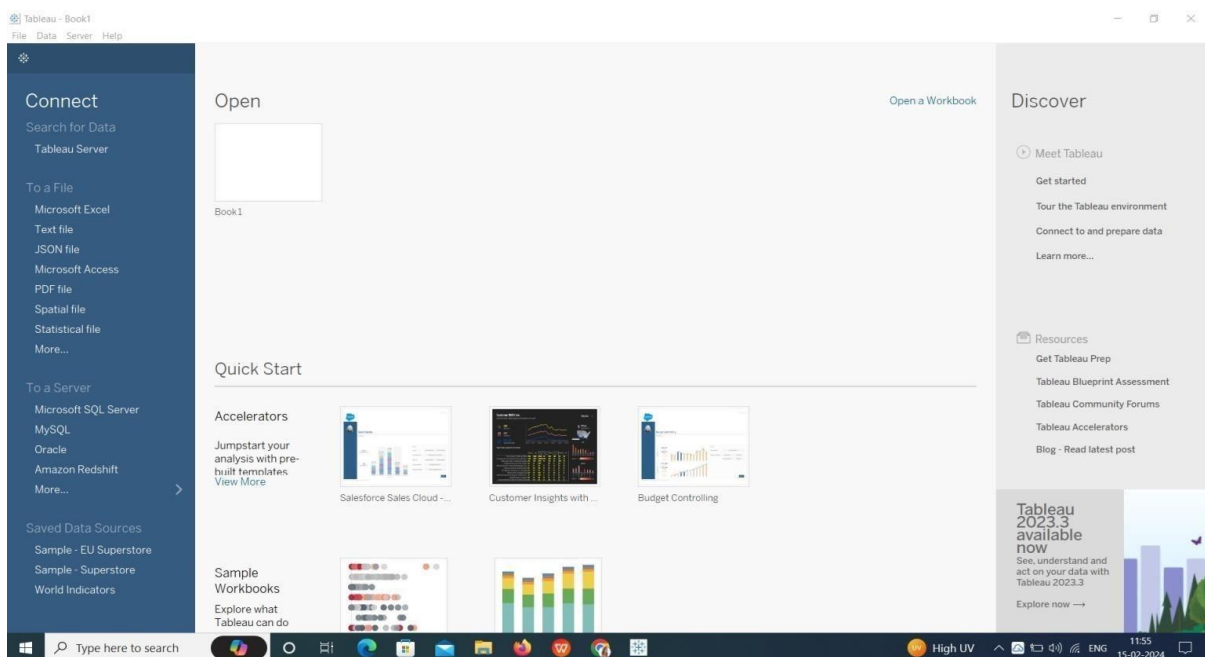 Tableau - Book1
File Data Server Help
Connect
Search for Data
Tableau Server
To a File
Microsoft Excel
Text file
JSON file
Microsoft Access
PDF file
Spatial file
Statistical file
More...
To a Server
Microsoft SQL Server
MySQL
Oracle
Amazon Redshift
More...
Saved Data Sources
Sample - EU Superstore
Sample - Superstore
World Indicators
Open
Open a Workbook
Book1
Quick Start
Accelerators
Jumpstart your
analysis with pre-
built templates
View More
Salesforce Sales Cloud -...
Customer Insights with ...
Budget Controlling
Sample
Workbooks
Explore what
Tableau can do
Discover
Meet Tableau
Get started
Tour the Tableau environment
Connect to and prepare data
Learn more...
Resources
Get Tableau Prep
Tableau Blueprint Assessment
Tableau Community Forums
Tableau Accelerators
Blog - Read latest post
Tableau
2023.3
available
now
See, understand and
act on your data with
Tableau 2023.3
Explore now →
Type here to search
High UV
ENG
11:55
15-02-2024